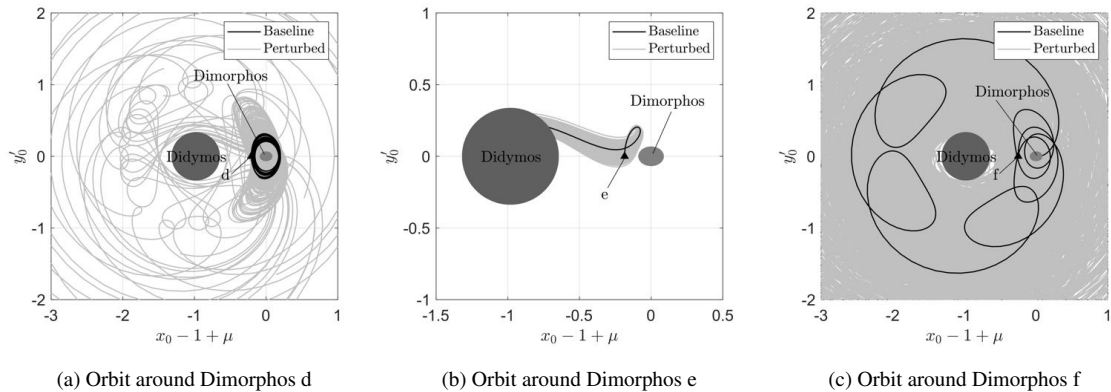 2
1
0
-1
-2
-3
-2
-1
0
1
y′₀
x₀ − 1 + μ
Baseline
Perturbed
Dimorphos
Didymos
d
1
0.5
0
-0.5
-1
-1.5
-1
-0.5
0
0.5
y′₀
x₀ − 1 + μ
Baseline
Perturbed
Dimorphos
Didymos
e
2
1
0
-1
-2
-3
-2
-1
0
1
y′₀
x₀ − 1 + μ
Baseline
Perturbed
Dimorphos
Didymos
f
(a) Orbit around Dimorphos d
(b) Orbit around Dimorphos e
(c) Orbit around Dimorphos f